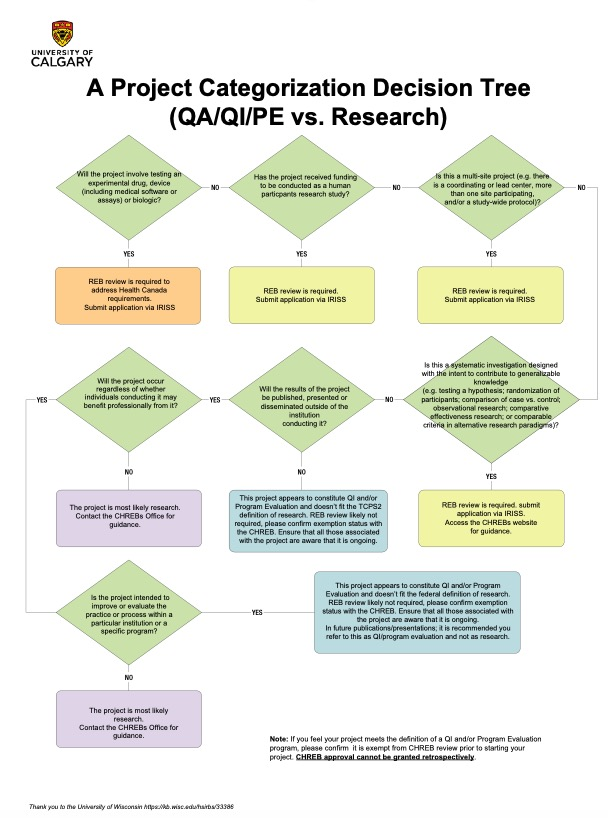 UNIVERSITY OF
CALGARY
A Project Categorization Decision Tree
(QA/QI/PE vs. Research)
Will the project involve testing an
experimental drug, device
(including medical software or
assays) or biologic?
NO
Has the project received funding
to be conducted as a human
particpants research study?
NO
Is this a multi-site project (e.g. there
is a coordinating or lead center, more
than one site participating,
and/or a study-wide protocol)?
NO
YES
YES
YES
REB review is required to
address Health Canada
requirements.
Submit application via IRISS
REB review is required.
Submit application via IRISS
REB review is required.
Submit application via IRISS
Is this a systematic investigation designed
with the intent to contribute to generalizable
knowledge
(e.g. testing a hypothesis; randomization of
participants; comparison of case vs. control;
observational research; comparative
effectiveness research; or comparable
criteria in alternative research paradigms)?
NO
Will the results of the project
be published, presented or
disseminated outside of the
institution
conducting it?
YES
Will the project occur
regardless of whether
individuals conducting it may
benefit professionally from it?
YES
NO
NO
YES
The project is most likely research.
Contact the CHREBs Office for
guidance.
This project appears to constitute QI and/or
Program Evaluation and doesn't fit the TCPS2
definition of research. REB review likely not
required, please confirm exemption status with
the CHREB. Ensure that all those associated
with the project are aware that it is ongoing.
REB review is required. submit
application via IRISS.
Access the CHREBs website
for guidance.
Is the project intended to
improve or evaluate the
practice or process within a
particular institution or a
specific program?
YES
This project appears to constitute QI and/or Program
Evaluation and doesn't fit the federal definition of research.
REB review likely not required, please confirm exemption
status with the CHREB. Ensure that all those associated with
the project are aware that it is ongoing.
In future publications/presentations; it is recommended you
refer to this as QI/program evaluation and not as research.
NO
The project is most likely
research.
Contact the CHREBs Office for
guidance.
Note: If you feel your project meets the definition of a QI and/or Program Evaluation
program, please confirm it is exempt from CHREB review prior to starting your
project. CHREB approval cannot be granted retrospectively.
Thank you to the University of Wisconsin https://kb.wisc.edu/hsirbs/33386